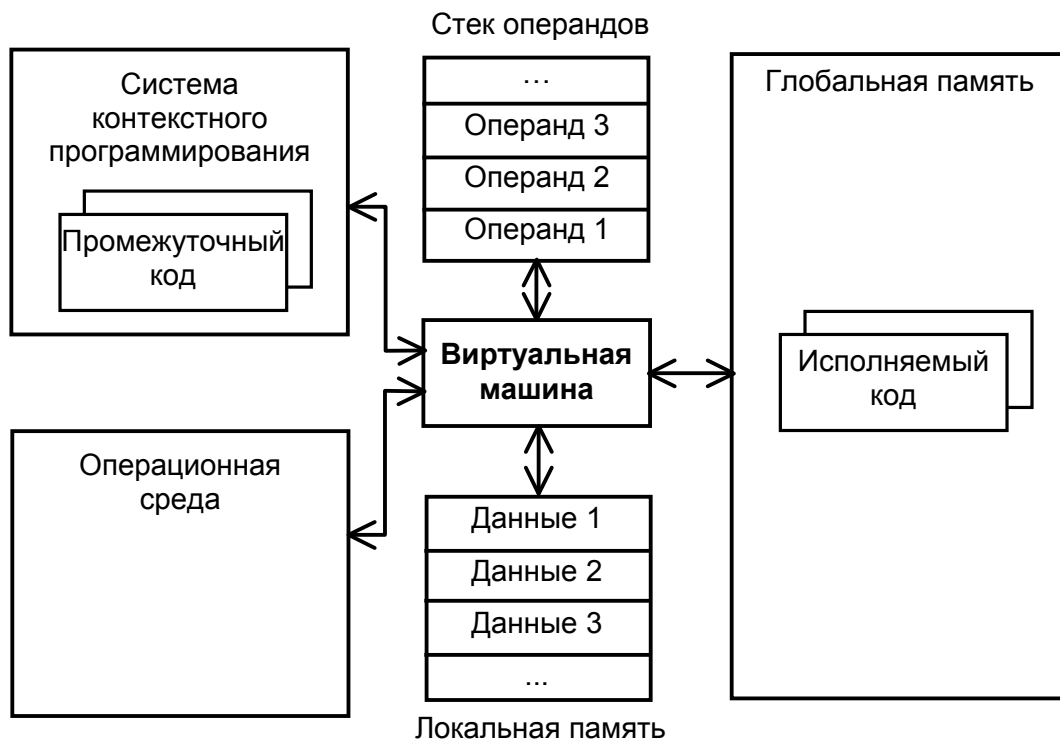 Система
контекстного
программирования
Промежуточный
код
Операционная
среда
Стек операндов
...
Операнд 3
Операнд 2
Операнд 1
Виртуальная
машина
Данные 1
Данные 2
Данные 3
...
Локальная память
Глобальная память
Исполняемый
код